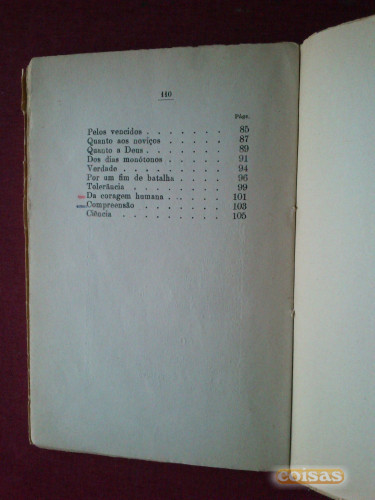 110
Págs.
Pelos vencidos . . . . . . . 85
Quanto aos noviços . . . . . . 87
Quanto a Deus . . . . . . . 89
Dos dias monótonos . . . . . . 91
Verdade . . . . . . . . 94
Por um fim de batalha . . . . . 96
Tolerância . . . . . . . . 99
Da coragem humana . . . . . . 101
Compreensão . . . . . . . 103
Ciência . . . . . . . . 105
coisas